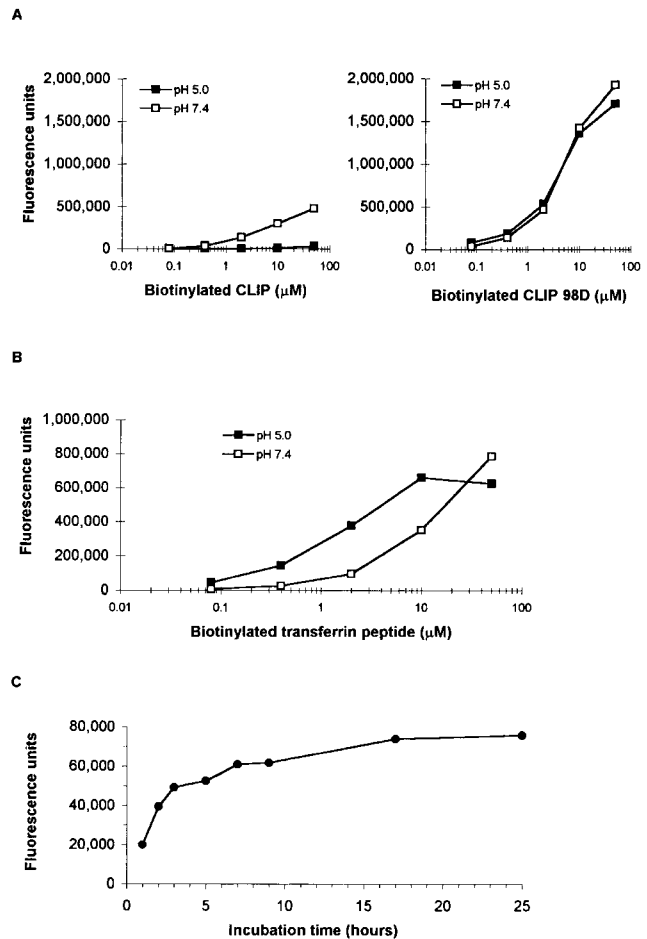 A
Fluorescence units
2,000,000
1,500,000
1,000,000
500,000
0
pH 5.0
pH 7.4
0.01 0.1 1 10 100
Biotinylated CLIP (μM)
2,000,000
1,500,000
1,000,000
500,000
0
pH 5.0
pH 7.4
0.01 0.1 1 10 100
Biotinylated CLIP 98D (μM)
B
Fluorescence units
1,000,000
800,000
600,000
400,000
200,000
0
pH 5.0
pH 7.4
0.01 0.1 1 10 100
Biotinylated transferrin peptide (μM)
C
Fluorescence units
80,000
60,000
40,000
20,000
0
0 5 10 15 20 25
Incubation time (hours)